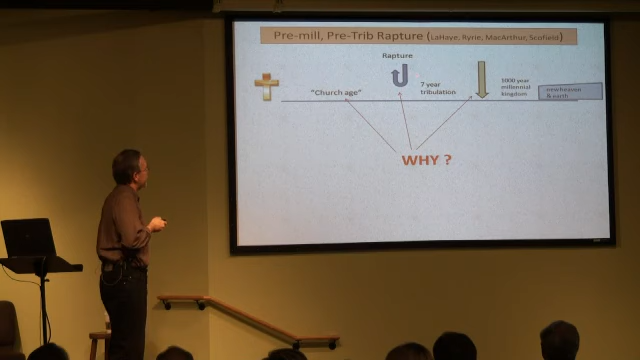 Pre-mill, Pre-Trib Rapture (LaHaye, Ryrie, MacArthur, Scofield)
Rapture
"Church age"
7 year
tribulation
1000 year
millennial
kingdom
new heaven
& earth
WHY ?